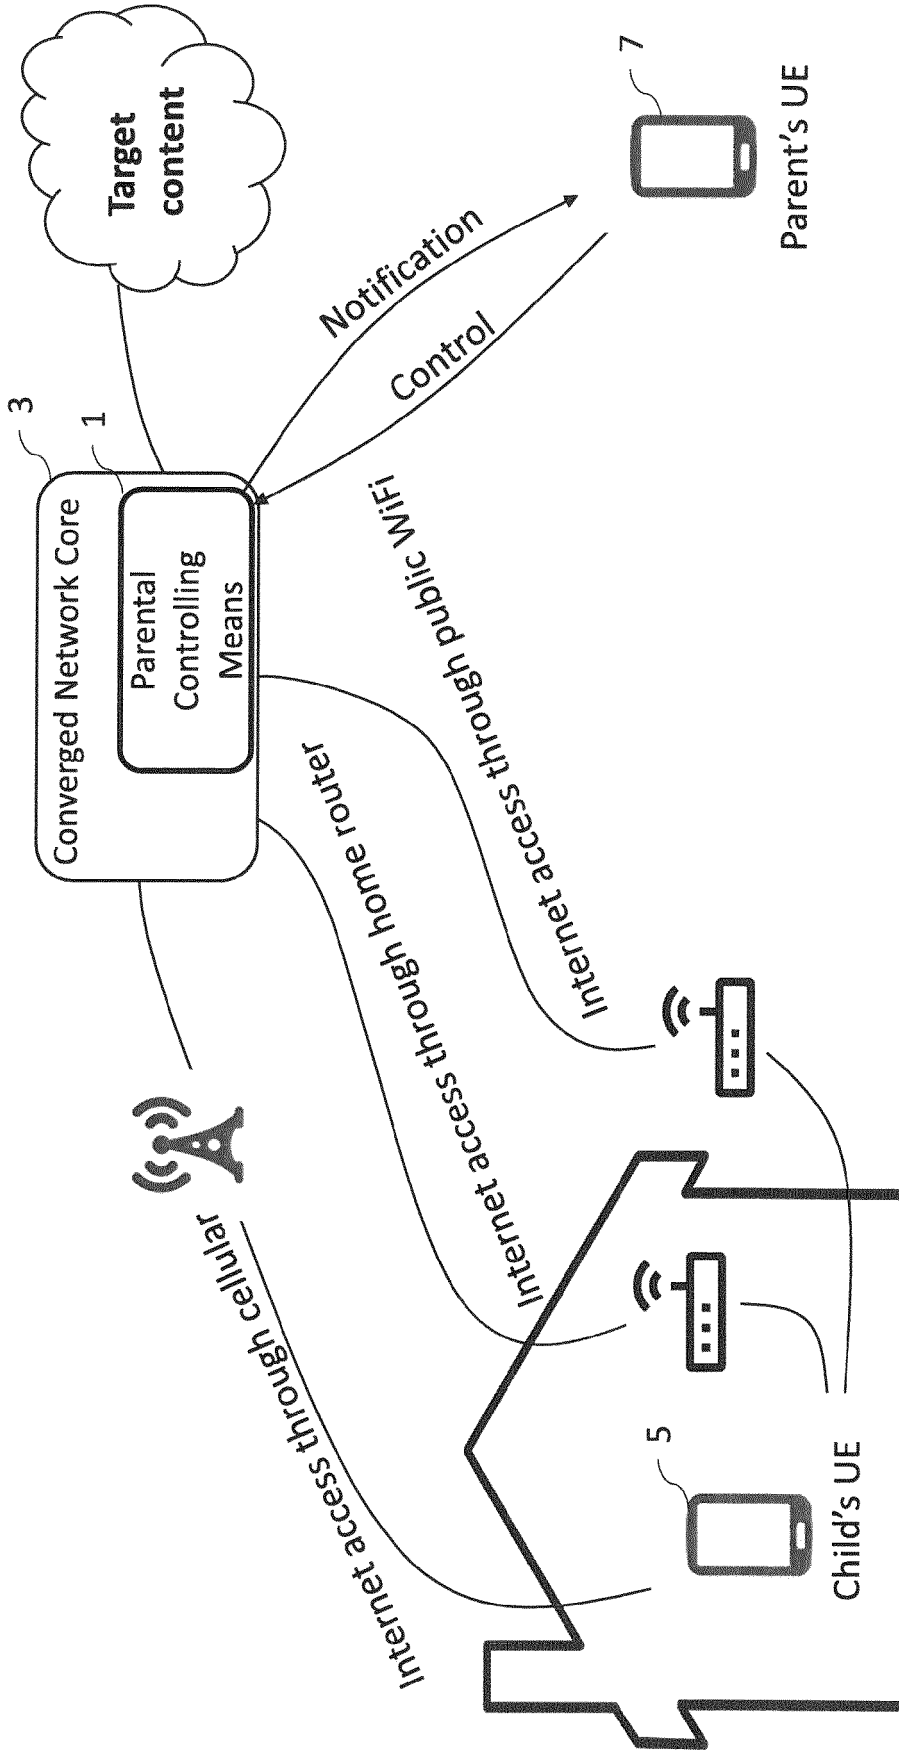 Target
content
Converged Network Core
3
1
Parental
Controlling
Means
Notification
Control
7
Parent's UE
Internet access through cellular
Internet access through home router
Internet access through public WiFi
5
Child's UE